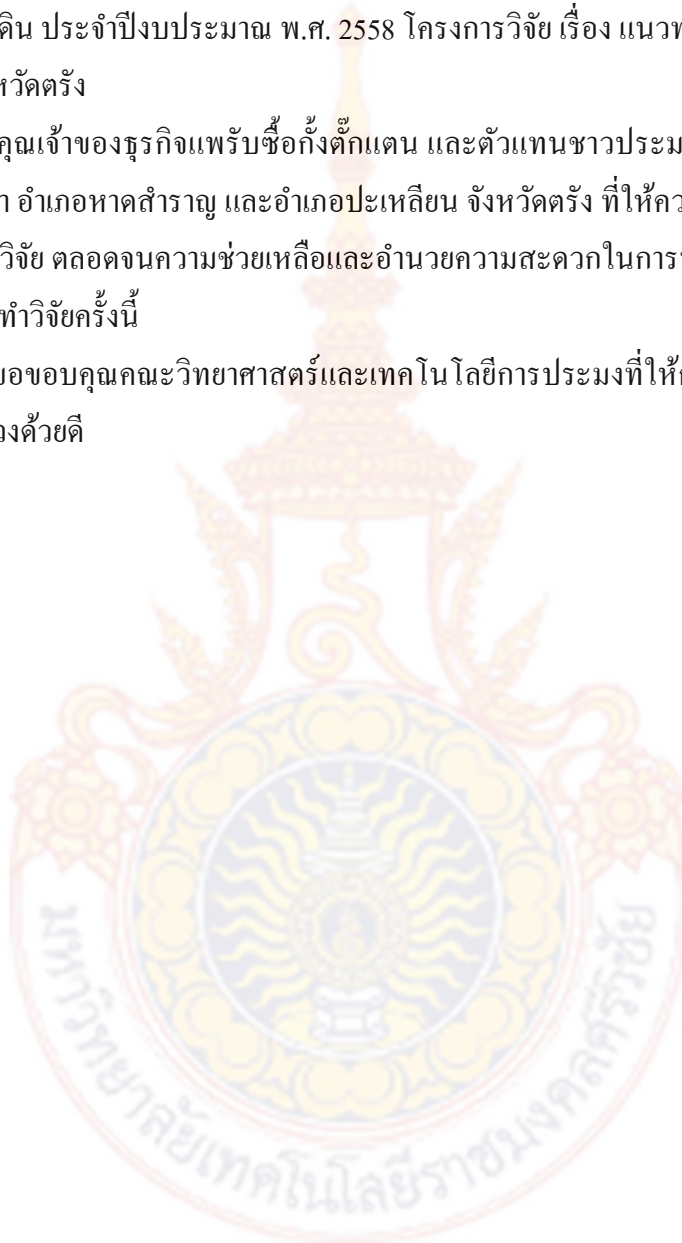 ดิน ประจำปีงบประมาณ พ.ศ. 2558 โครงการวิจัย เรื่อง แนวท
หวัดตรัง
คุณเจ้าของธุรกิจแพรับซื้อกั้งตั๊กแตน และตัวแทนชาวประม
า อำเภอหาดสำราญ และอำเภอปะเหลียน จังหวัดตรัง ที่ให้คว
วิจัย ตลอดจนความช่วยเหลือและอำนวยความสะดวกในการ
ทำวิจัยครั้งนี้
ขอขอบคุณคณะวิทยาศาสตร์และเทคโนโลยีการประมงที่ให้
วงด้วยดี
มหาวิทยาลัยเทคโนโลยีราชมงคลศรีวิชัย